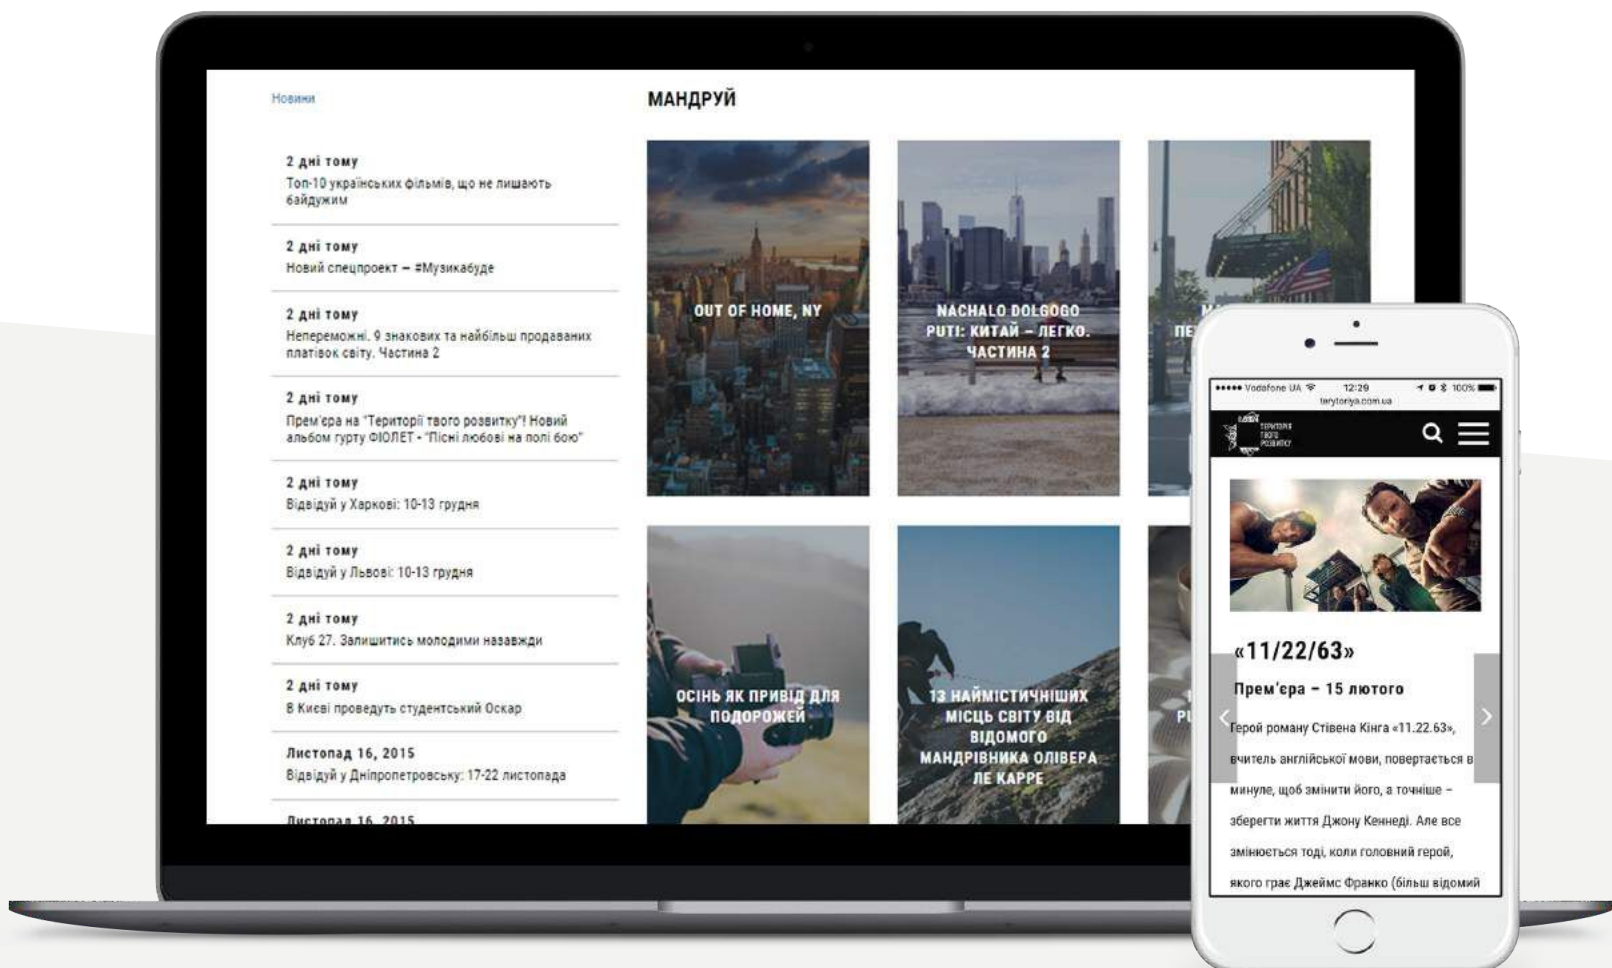 Новини
2 дні тому
Топ-10 українських фільмів, що не лишають
байдужим
2 дні тому
Новий спецпроект – #Музикабуде
2 дні тому
Непереможні. 9 знакових та найбільш продаваних
платівок світу. Частина 2
2 дні тому
Прем'єра на "Території твого розвитку"! Новий
альбом гурту ФІОЛЕТ - "Пісні любові на полі бою"
2 дні тому
Відвідуй у Харкові: 10-13 грудня
2 дні тому
Відвідуй у Львові: 10-13 грудня
2 дні тому
Клуб 27. Залишитись молодими назавжди
2 дні тому
В Києві проведуть студентський Оскар
Листопад 16, 2015
Відвідуй у Дніпропетровську: 17-22 листопада
Листопад 16, 2015
МАНДРУЙ
OUT OF HOME, NY
NACHALO DOLGOGO
PUTI: КИТАЙ – ЛЕГКО.
ЧАСТИНА 2
ОСІНЬ ЯК ПРИВІД ДЛЯ
ПОДОРОЖЕЙ
13 НАЙМІСТИЧНІШИХ
МІСЦЬ СВІТУ ВІД
ВІДОМОГО
МАНДРІВНИКА ОЛІВЕРА
ЛЕ КАРРЕ
Vodafone UA 12:29 100%
terytoriya.com.ua
ТЕРИТОРІЯ
ТВОГО
РОЗВИТКУ
«11/22/63»
Прем'єра – 15 лютого
Герой роману Стівена Кінга «11.22.63»,
вчитель англійської мови, повертається в
минуле, щоб змінити його, а точніше –
зберегти життя Джону Кеннеді. Але все
змінюється тоді, коли головний герой,
якого грає Джеймс Франко (більш відомий